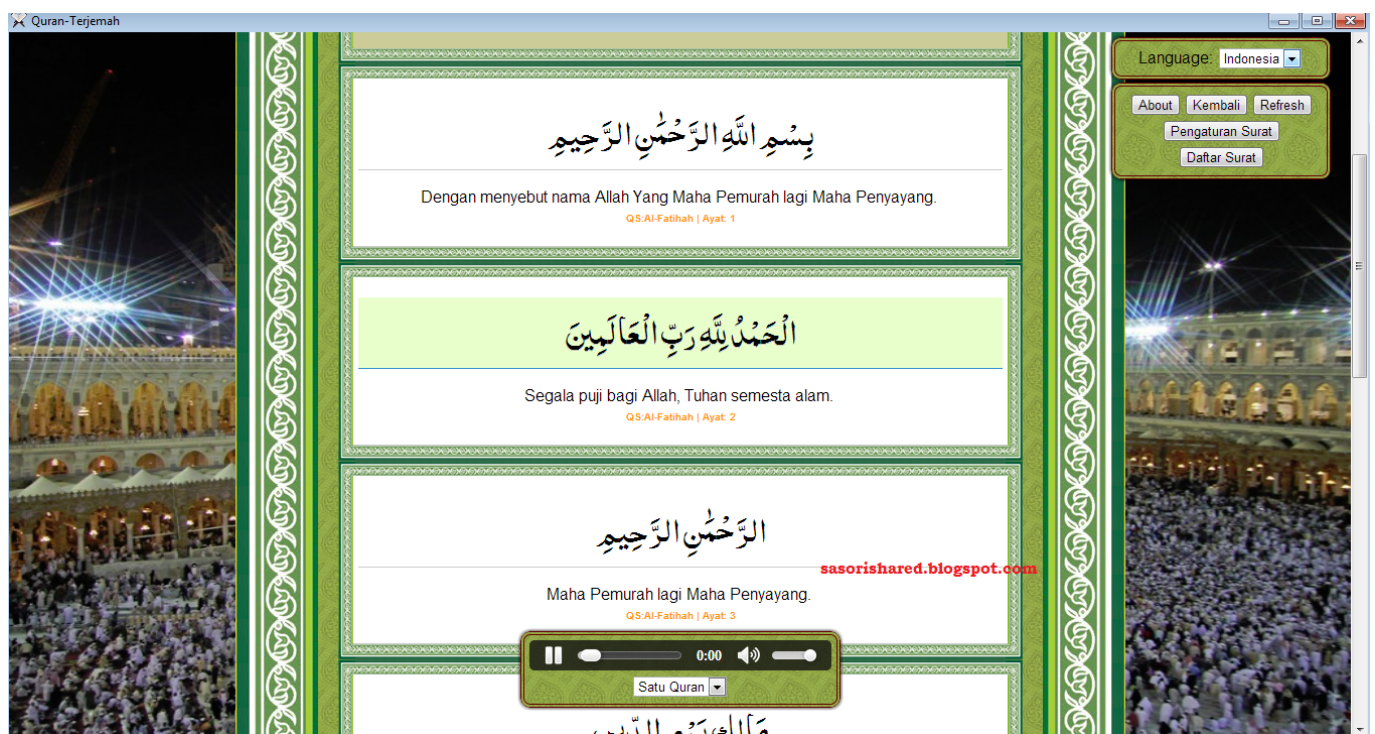 Quran-Terjemah
Language: Indonesia
About Kembali Refresh
Pengaturan Surat
Daftar Surat
بِسْمِ اللَّهِ الرَّحْمَٰنِ الرَّحِيمِ
Dengan menyebut nama Allah Yang Maha Pemurah lagi Maha Penyayang.
QS:Al-Fatihah | Ayat: 1
الْحَمْدُ لِلَّهِ رَبِّ الْعَالَمِينَ
Segala puji bagi Allah, Tuhan semesta alam.
QS:Al-Fatihah | Ayat: 2
الرَّحْمَٰنِ الرَّحِيمِ
sasorishared.blogspot.com
Maha Pemurah lagi Maha Penyayang.
QS:Al-Fatihah | Ayat: 3
0:00
Satu Quran